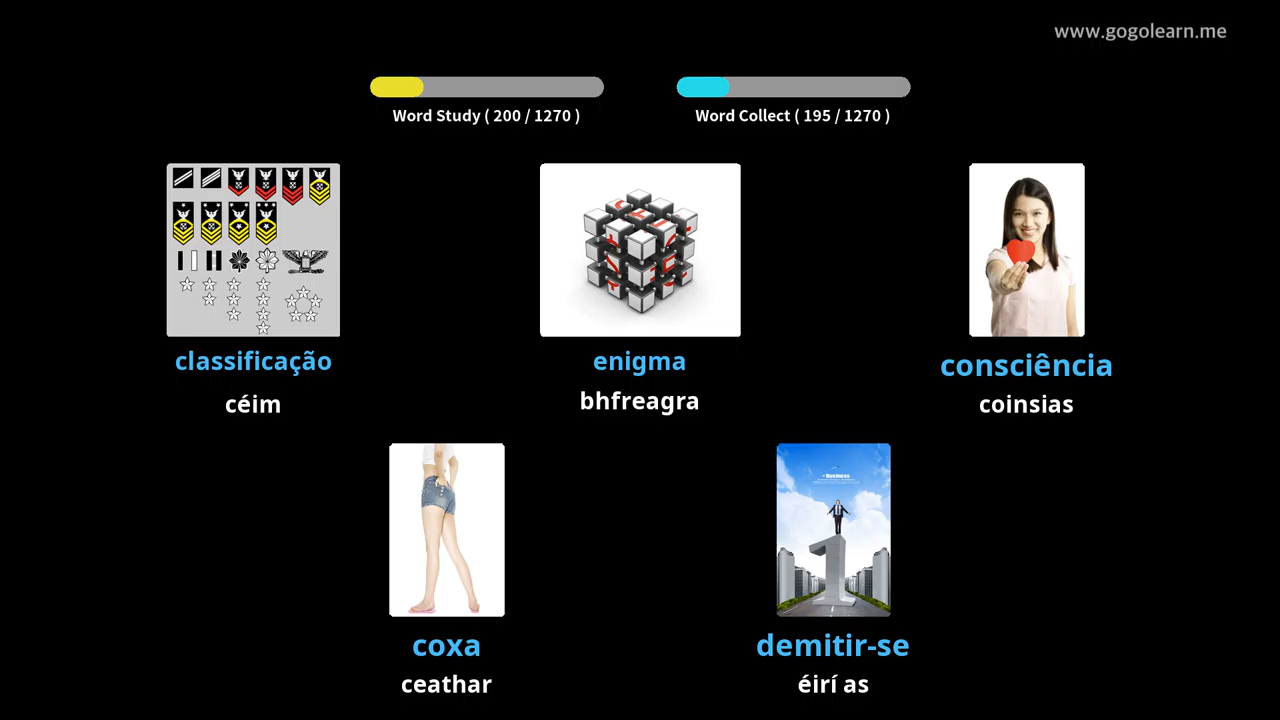 www.gogolearn.me
Word Study ( 200 / 1270 )
Word Collect ( 195 / 1270 )
classificação
céim
enigma
bhfreagra
consciência
coinsias
Business
coxa
ceathar
demitir-se
éirí as